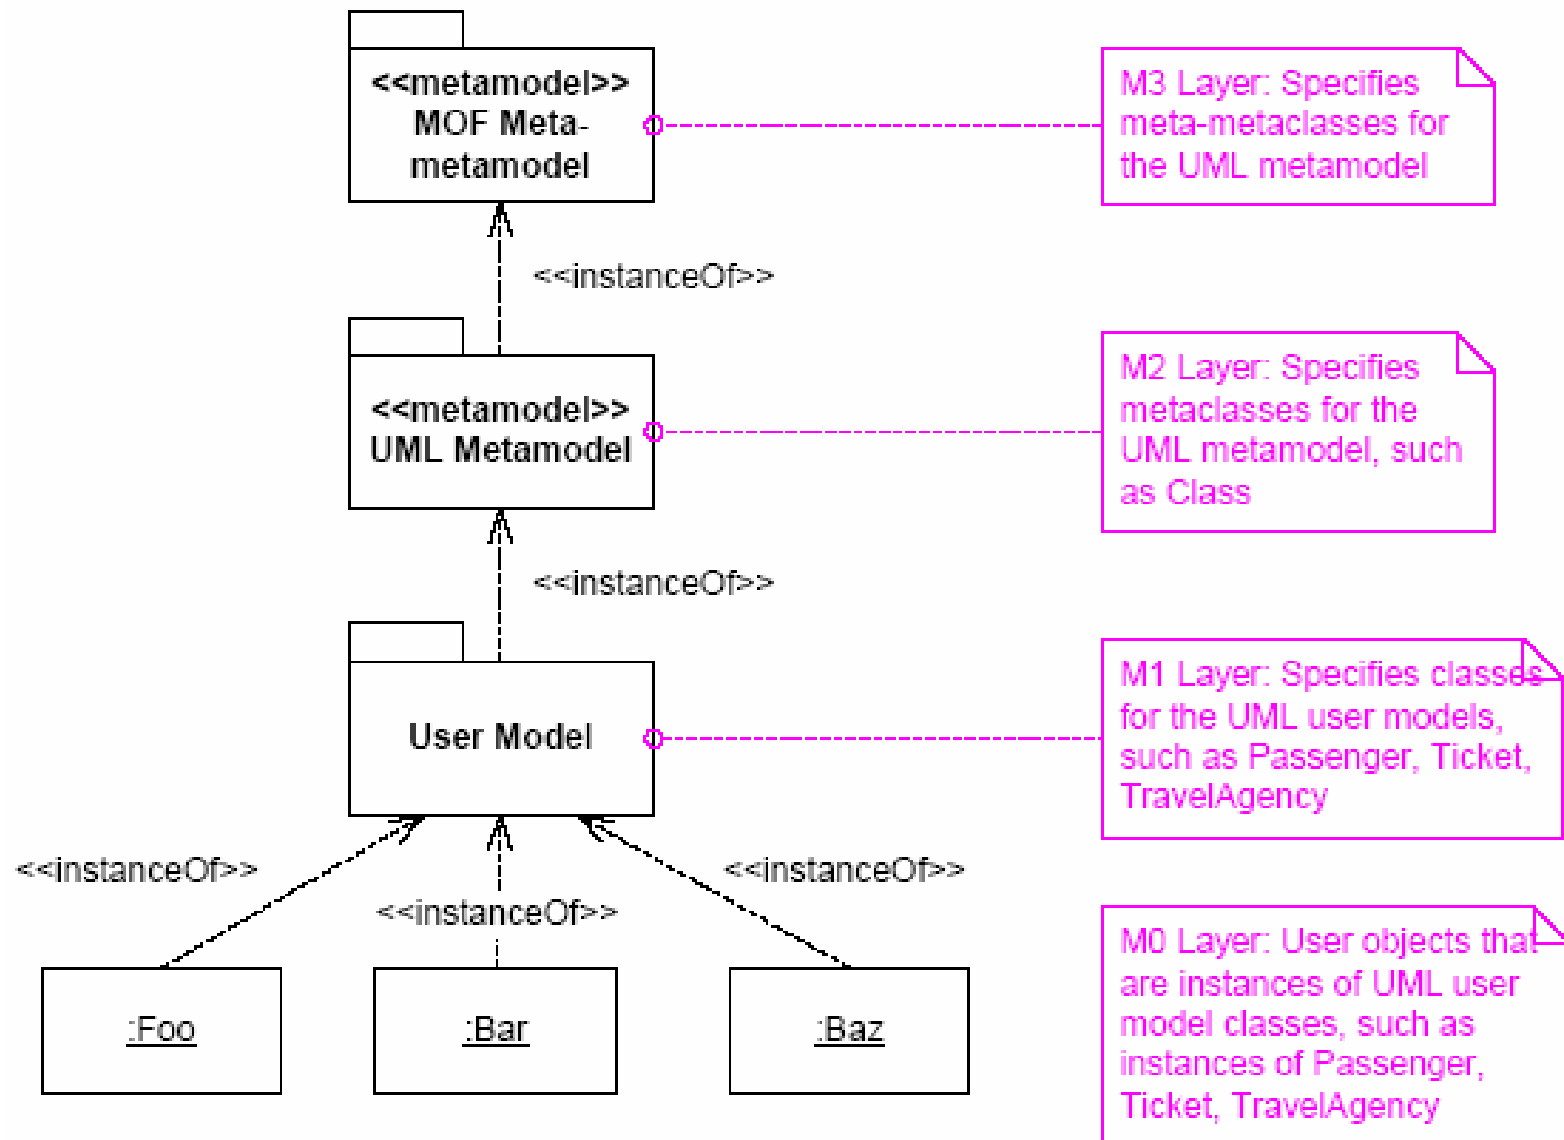 <<metamodel>>
MOF Meta-
metamodel
M3 Layer: Specifies
meta-metaclasses for
the UML metamodel
<<instanceOf>>
<<metamodel>>
UML Metamodel
M2 Layer: Specifies
metaclasses for the
UML metamodel, such
as Class
<<instanceOf>>
User Model
M1 Layer: Specifies classes
for the UML user models,
such as Passenger, Ticket,
TravelAgency
<<instanceOf>>
<<instanceOf>>
<<instanceOf>>
:Foo
:Bar
:Baz
M0 Layer: User objects that
are instances of UML user
model classes, such as
instances of Passenger,
Ticket, TravelAgency